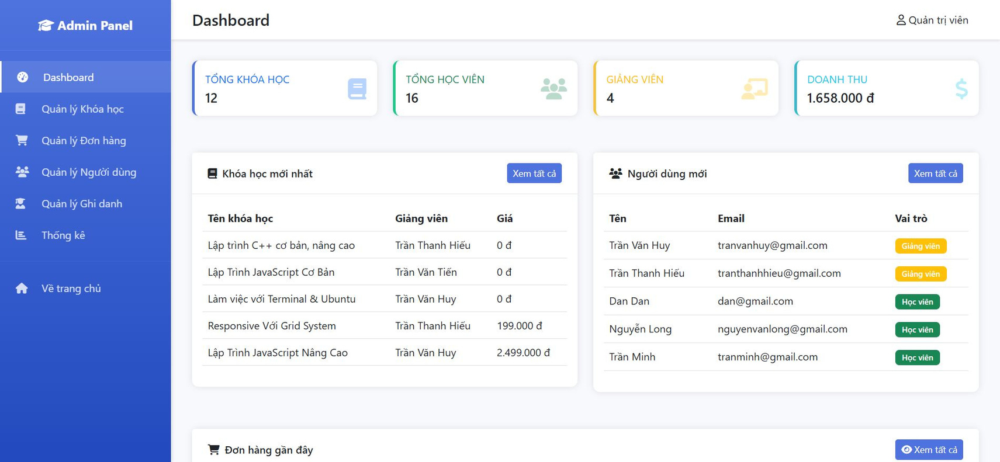 Admin Panel
Dashboard
Quản lý Khóa học
Quản lý Đơn hàng
Quản lý Người dùng
Quản lý Ghi danh
Thống kê
Về trang chủ
Dashboard
Quản trị viên
TỔNG KHÓA HỌC
12
TỔNG HỌC VIÊN
16
GIẢNG VIÊN
4
DOANH THU
1.658.000 đ
Khóa học mới nhất
Xem tất cả
Tên khóa học Giảng viên Giá
Lập trình C++ cơ bản, nâng cao Trần Thanh Hiếu 0 đ
Lập Trình JavaScript Cơ Bản Trần Văn Tiến 0 đ
Làm việc với Terminal & Ubuntu Trần Văn Huy 0 đ
Responsive Với Grid System Trần Thanh Hiếu 199.000 đ
Lập Trình JavaScript Nâng Cao Trần Văn Huy 2.499.000 đ
Người dùng mới
Xem tất cả
Tên Email Vai trò
Trần Văn Huy tranvanhuy@gmail.com Giảng viên
Trần Thanh Hiếu tranthanhhieu@gmail.com Giảng viên
Dan Dan dan@gmail.com Học viên
Nguyễn Long nguyenvanlong@gmail.com Học viên
Trần Minh tranminh@gmail.com Học viên
Đơn hàng gần đây
Xem tất cả